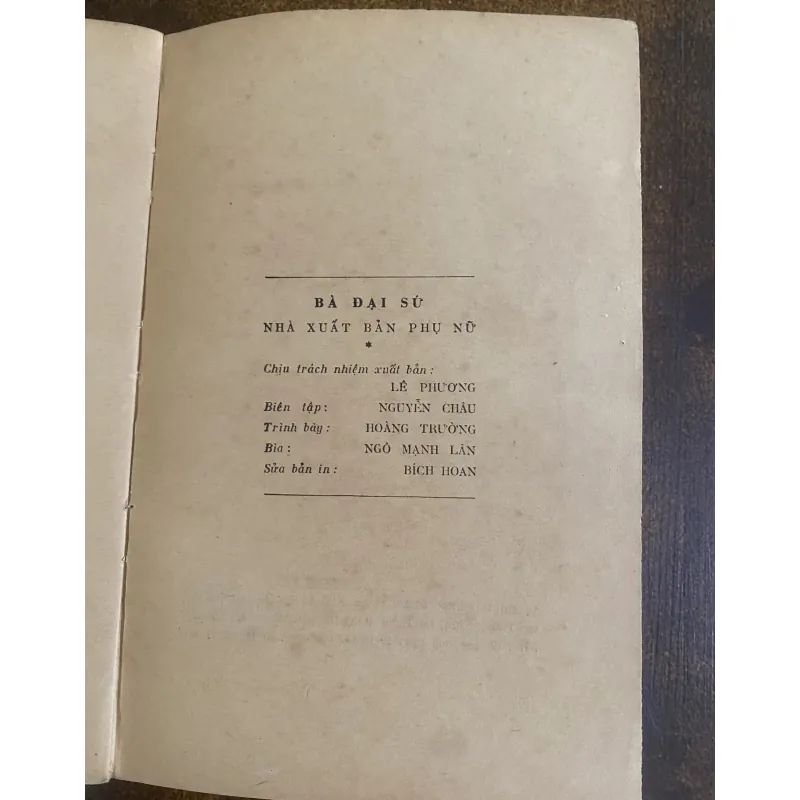 BÀ ĐẠI SỨ
NHÀ XUẤT BẢN PHỤ NỮ
*
Chịu trách nhiệm xuất bản:
LÊ PHƯƠNG
Biên tập: NGUYỄN CHÂU
Trình bày: HOÀNG TRƯỜNG
Bìa: NGÔ MẠNH LÂN
Sửa bản in: BÍCH HOAN